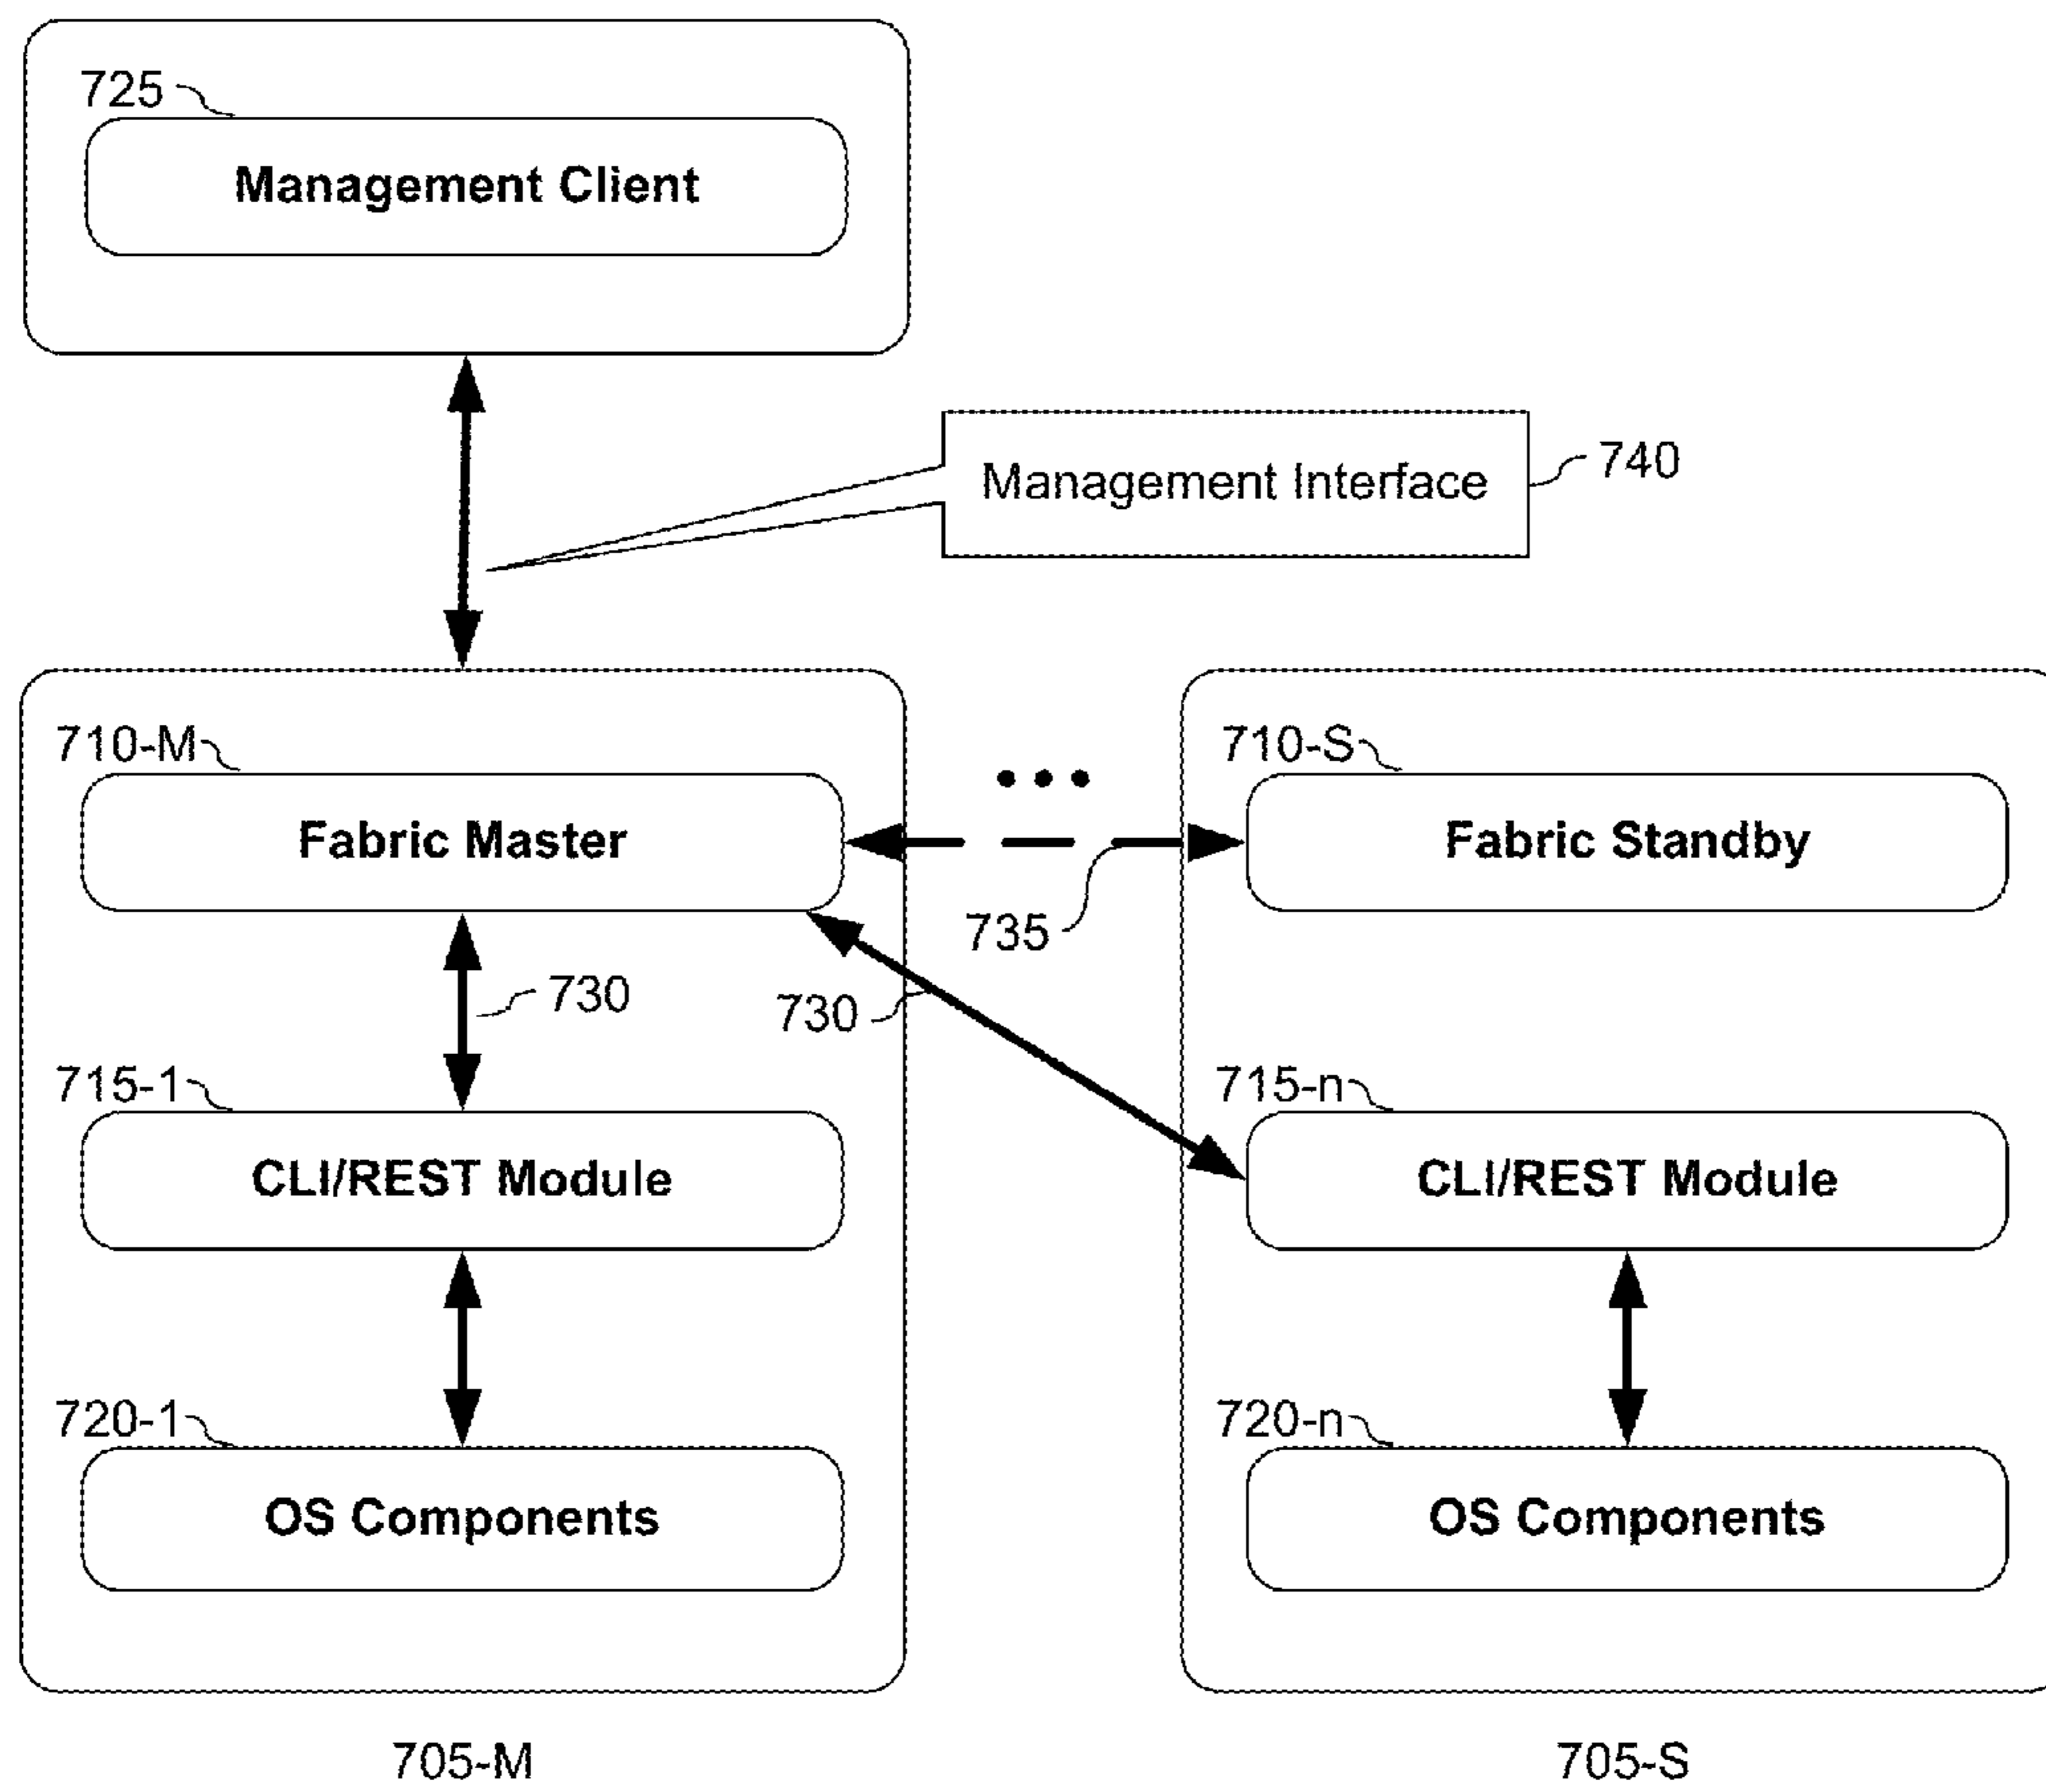 725
Management Client
Management Interface
740
710-M
710-S
Fabric Master
Fabric Standby
735
730
730
715-1
715-n
CLI/REST Module
CLI/REST Module
720-1
720-n
OS Components
OS Components
705-M
705-S